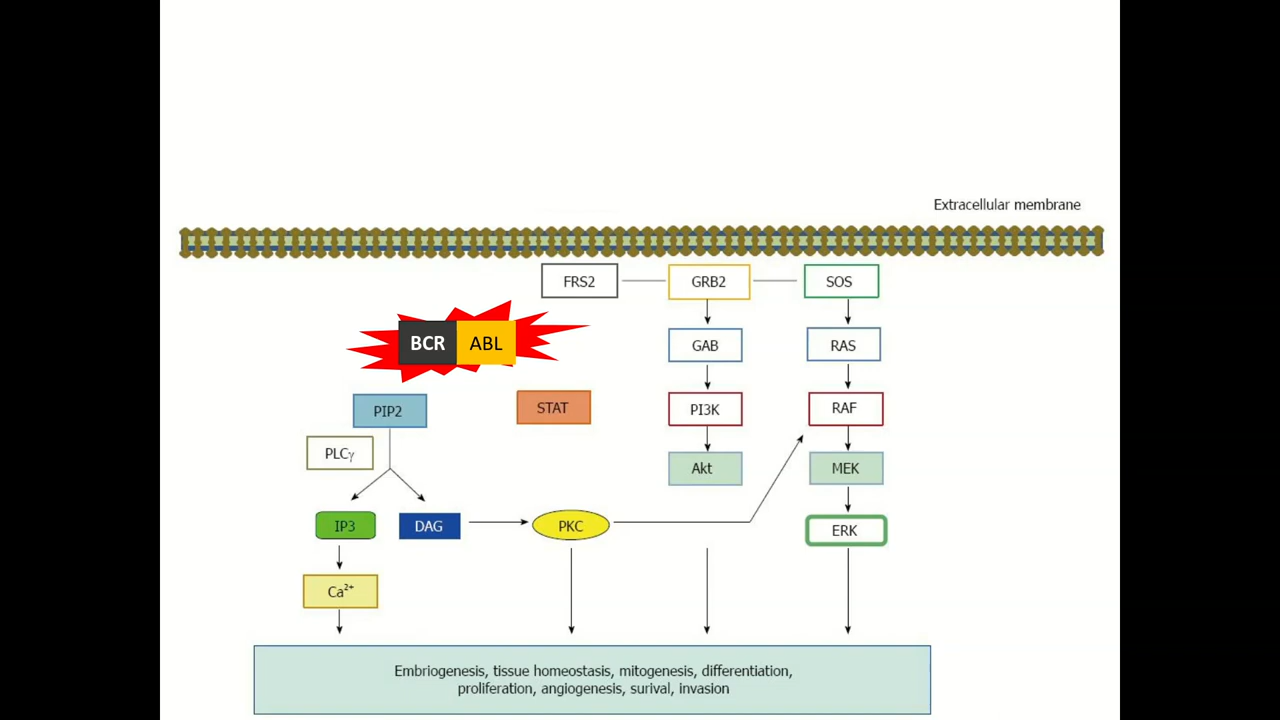 Extracellular membrane
FRS2
GRB2
SOS
BCR
ABL
GAB
RAS
PIP2
STAT
PI3K
RAF
PLCγ
Akt
MEK
IP3
DAG
PKC
ERK
Ca²⁺
Embriogenesis, tissue homeostasis, mitogenesis, differentiation,
proliferation, angiogenesis, surival, invasion